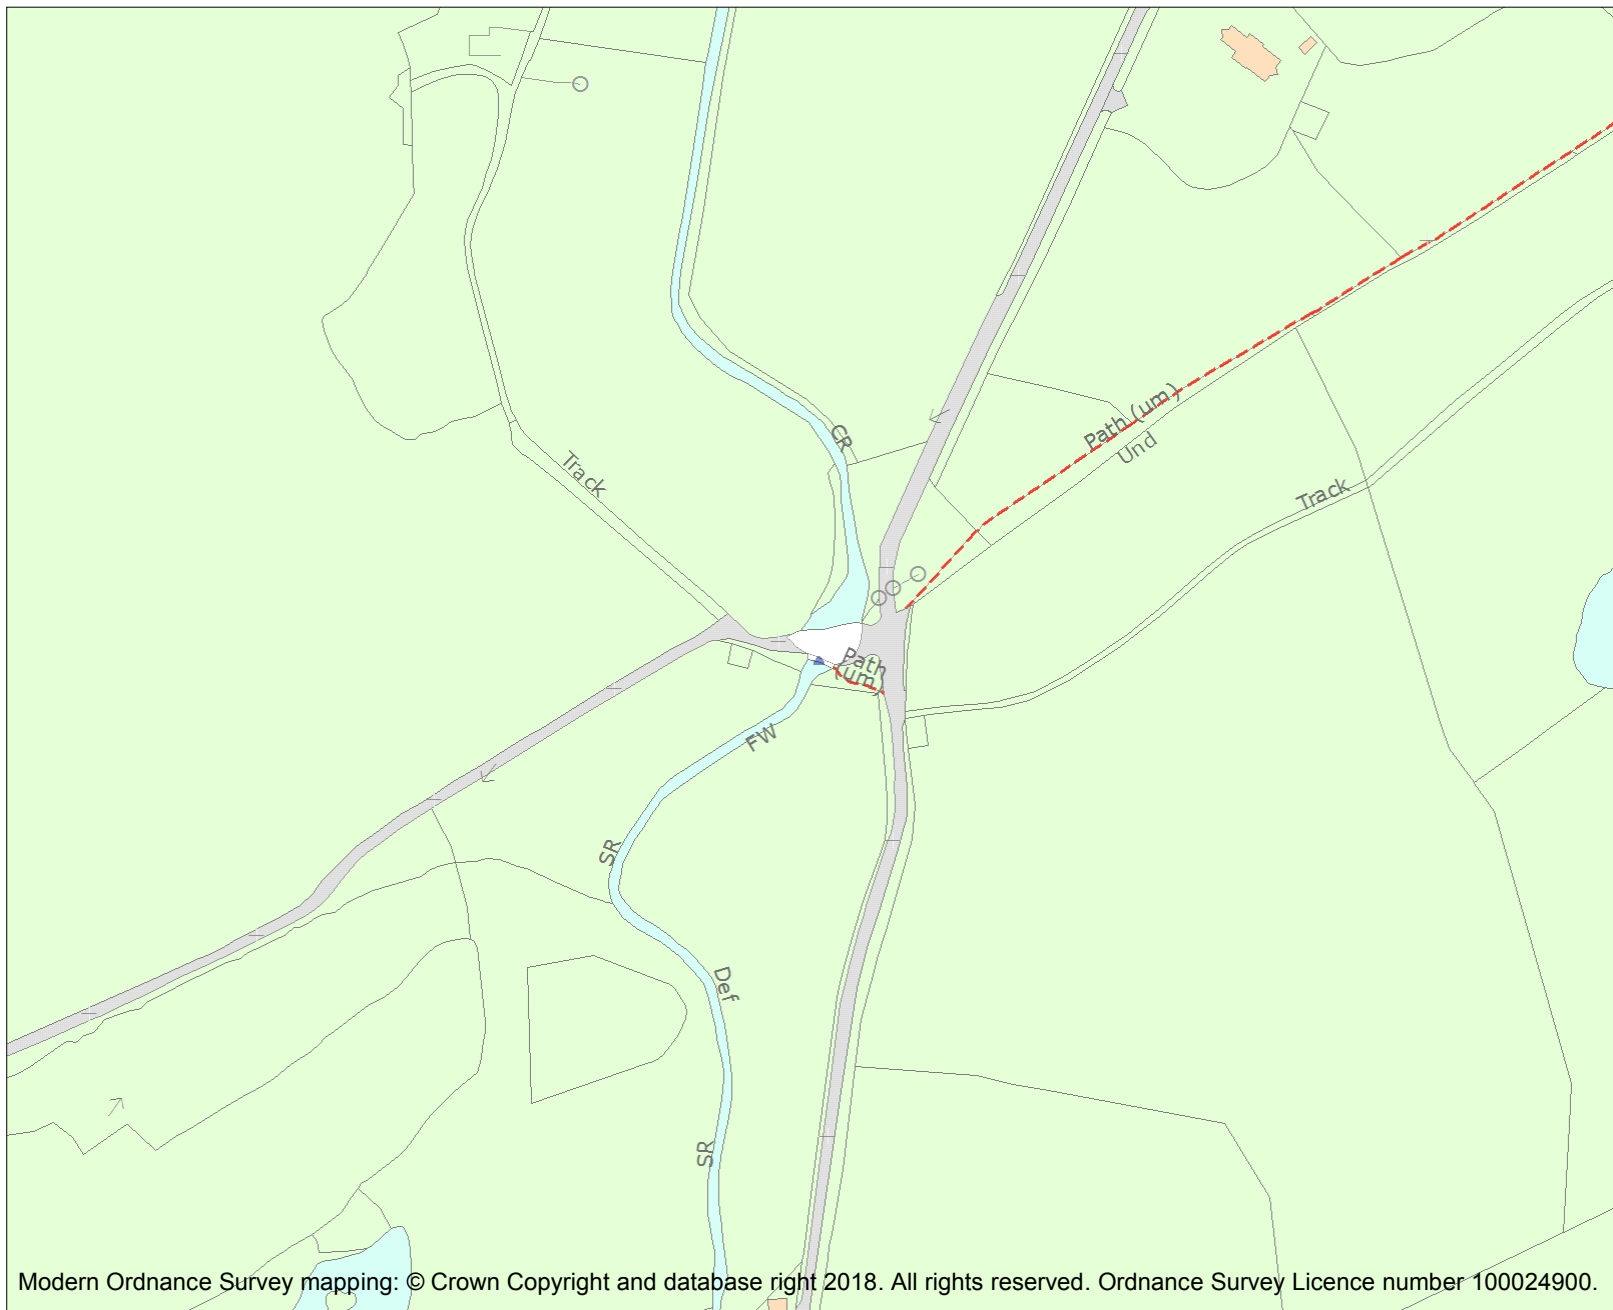 CR
Path (um)
Und
Track
Track
Path
(um)
FW
SR
Def
SR
Modern Ordnance Survey mapping: © Crown Copyright and database right 2018. All rights reserved. Ordnance Survey Licence number 100024900.